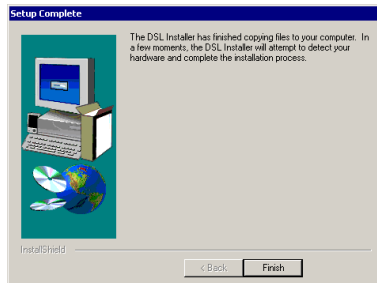 Setup Complete
The DSL Installer has finished copying files to your computer. In
a few moments, the DSL Installer will attempt to detect your
hardware and complete the installation process.
InstallShield
< Back
Finish